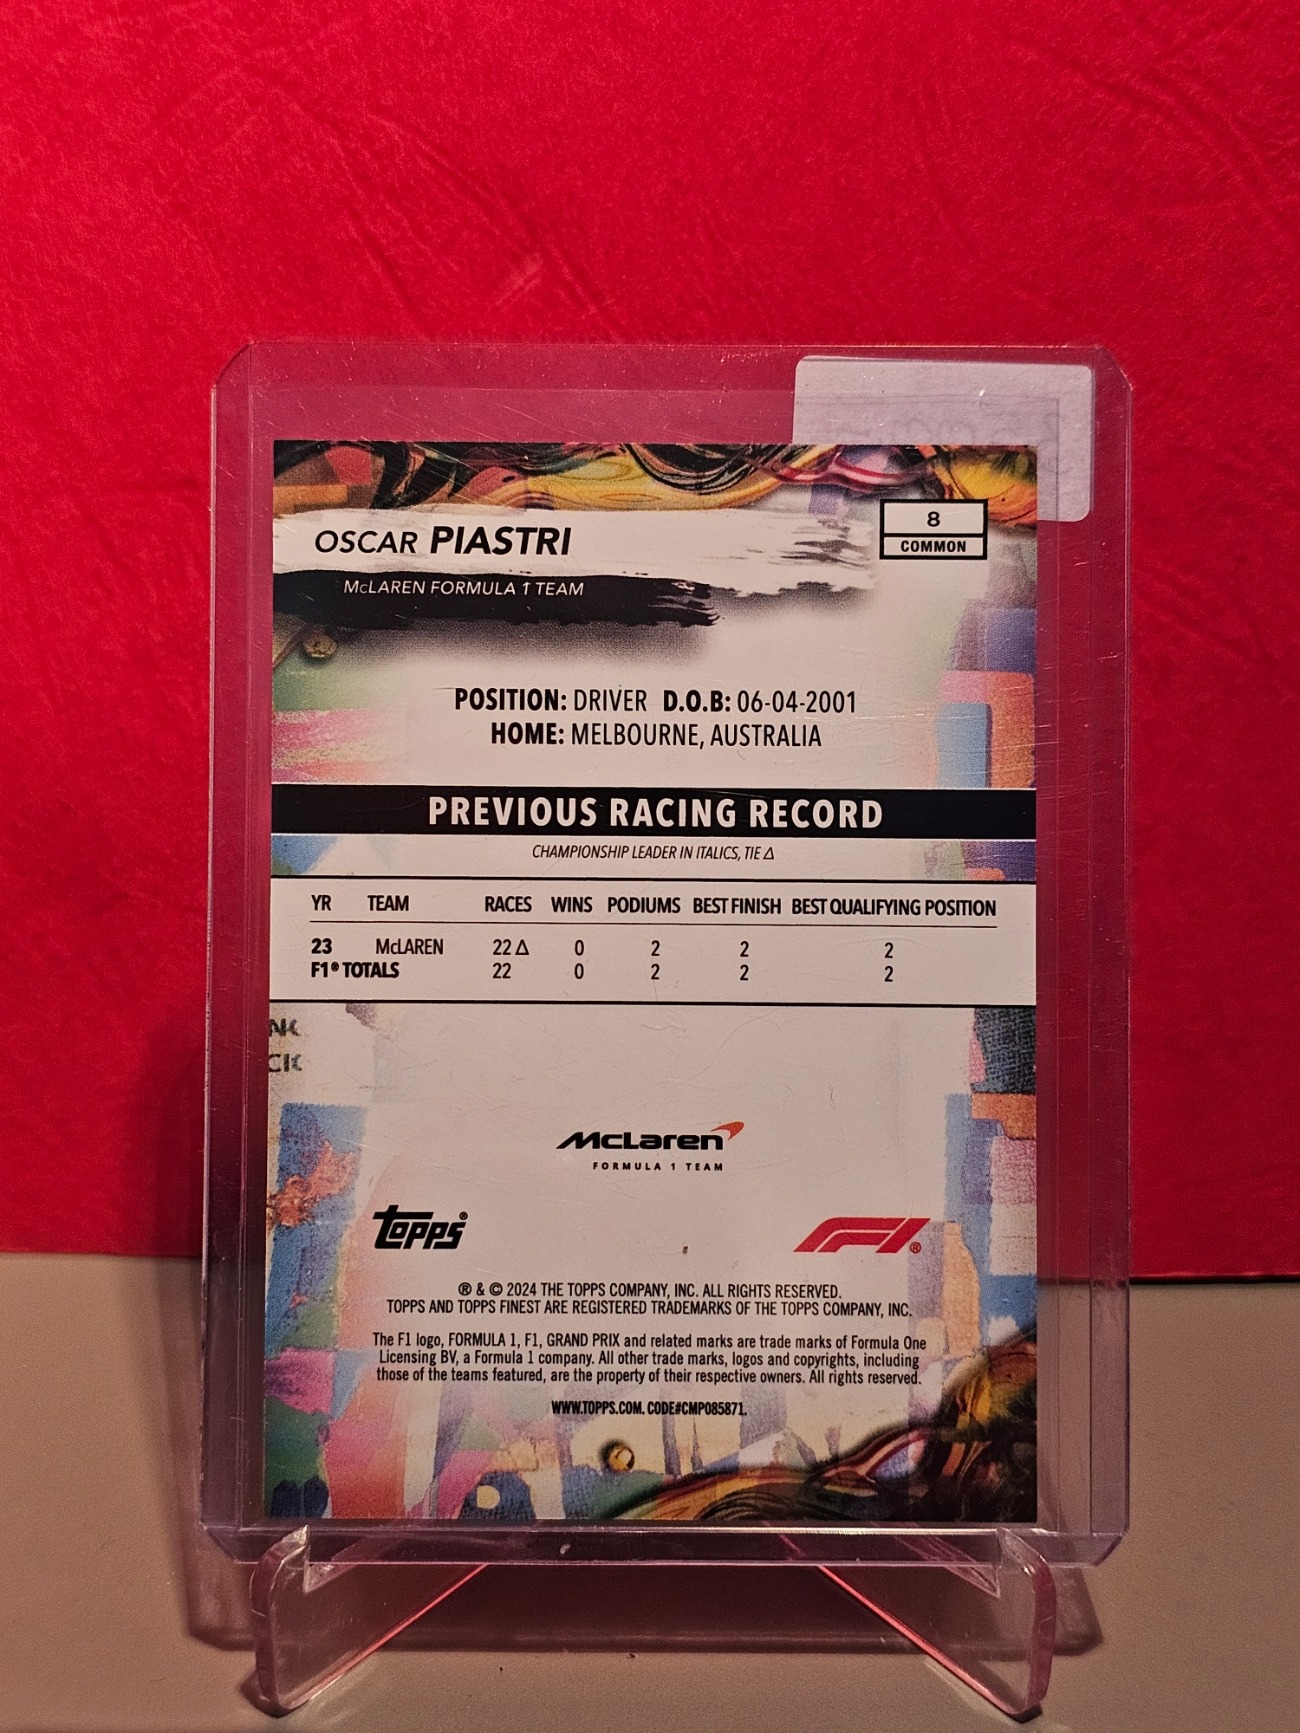 OSCAR PIASTRI
8
COMMON
McLAREN FORMULA 1 TEAM
POSITION: DRIVER D.O.B: 06-04-2001
HOME: MELBOURNE, AUSTRALIA
PREVIOUS RACING RECORD
CHAMPIONSHIP LEADER IN ITALICS, TIE Δ
YR TEAM RACES WINS PODIUMS BEST FINISH BEST QUALIFYING POSITION
23 McLAREN 22 Δ 0 2 2 2
F1® TOTALS 22 0 2 2 2
McLaren
FORMULA 1 TEAM
topps®
F1®
® & © 2024 THE TOPPS COMPANY, INC. ALL RIGHTS RESERVED.
TOPPS AND TOPPS FINEST ARE REGISTERED TRADEMARKS OF THE TOPPS COMPANY, INC.
The F1 logo, FORMULA 1, F1, GRAND PRIX and related marks are trade marks of Formula One
Licensing BV, a Formula 1 company. All other trade marks, logos and copyrights, including
those of the teams featured, are the property of their respective owners. All rights reserved.
WWW.TOPPS.COM. CODE#CMP085871.